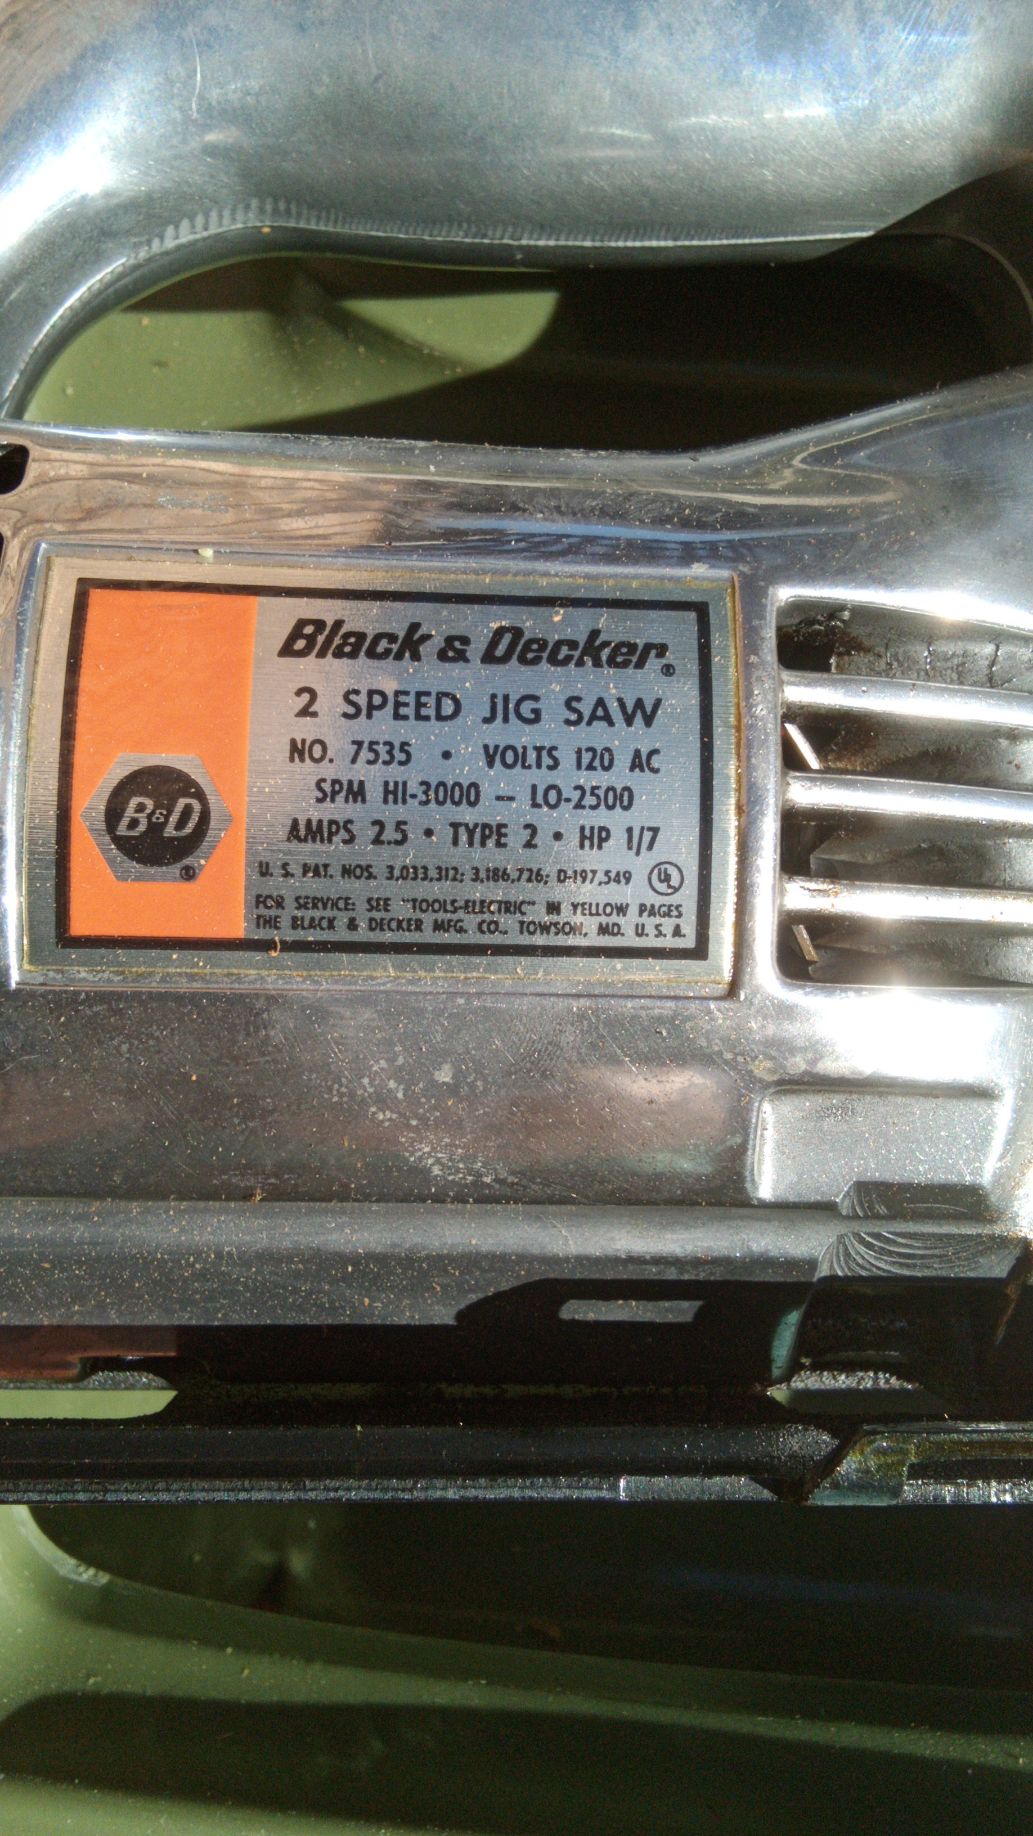 Black & Decker®
2 SPEED JIG SAW
NO. 7535 • VOLTS 120 AC
SPM HI-3000 — LO-2500
AMPS 2.5 • TYPE 2 • HP 1/7
U. S. PAT. NOS. 3,033,312; 3,186,726; D-197,549 UL
FOR SERVICE: SEE "TOOLS-ELECTRIC" IN YELLOW PAGES
THE BLACK & DECKER MFG. CO., TOWSON, MD. U. S. A.
B&D®